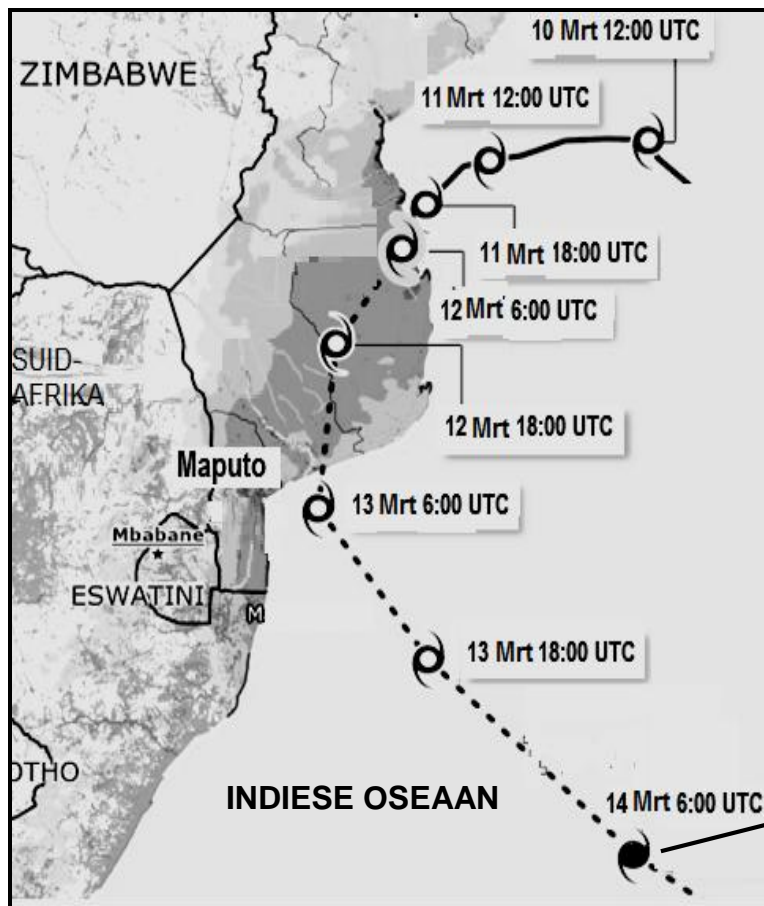 10 Mrt 12:00 UTC
ZIMBABWE
11 Mrt 12:00 UTC
11 Mrt 18:00 UTC
12 Mrt 6:00 UTC
SUID-
AFRIKA
12 Mrt 18:00 UTC
Maputo
13 Mrt 6:00 UTC
Mbabane
ESWATINI
M
13 Mrt 18:00 UTC
OTHO
INDIESE OSEAAN
14 Mrt 6:00 UTC